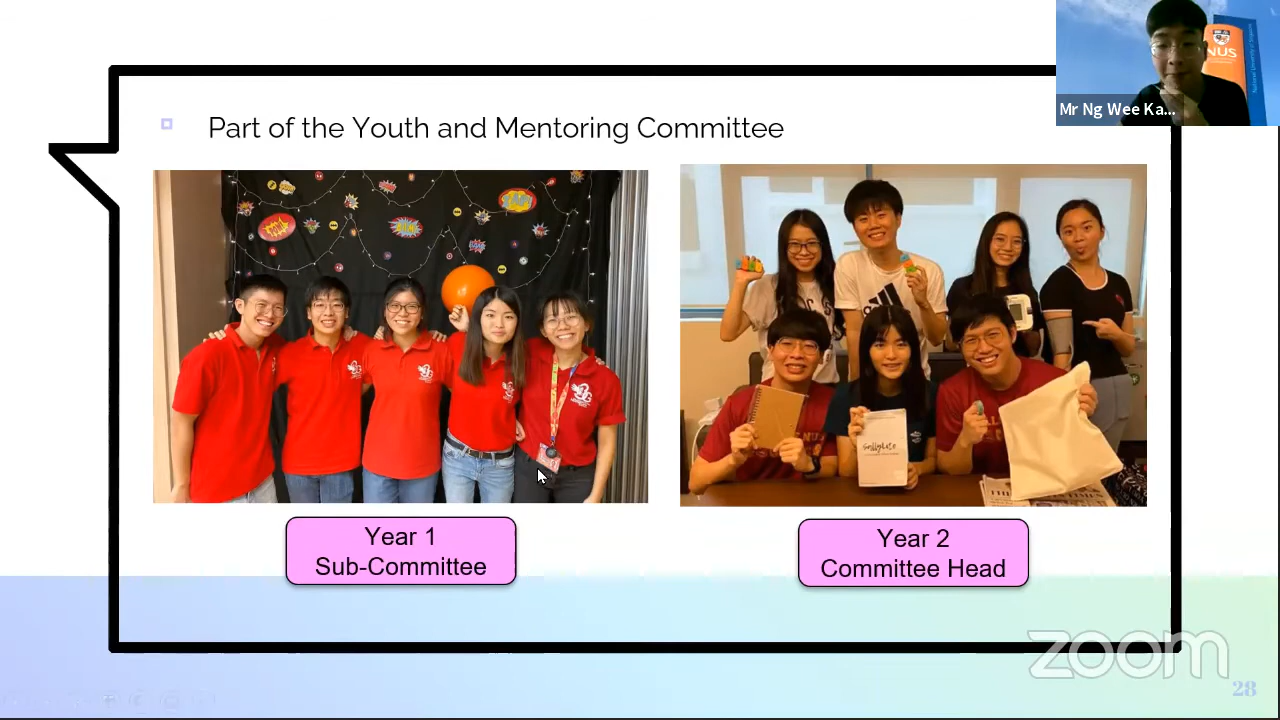 NUS
Mr Ng Wee Ka...
Part of the Youth and Mentoring Committee
Year 1
Sub-Committee
Year 2
Committee Head
zoom
28